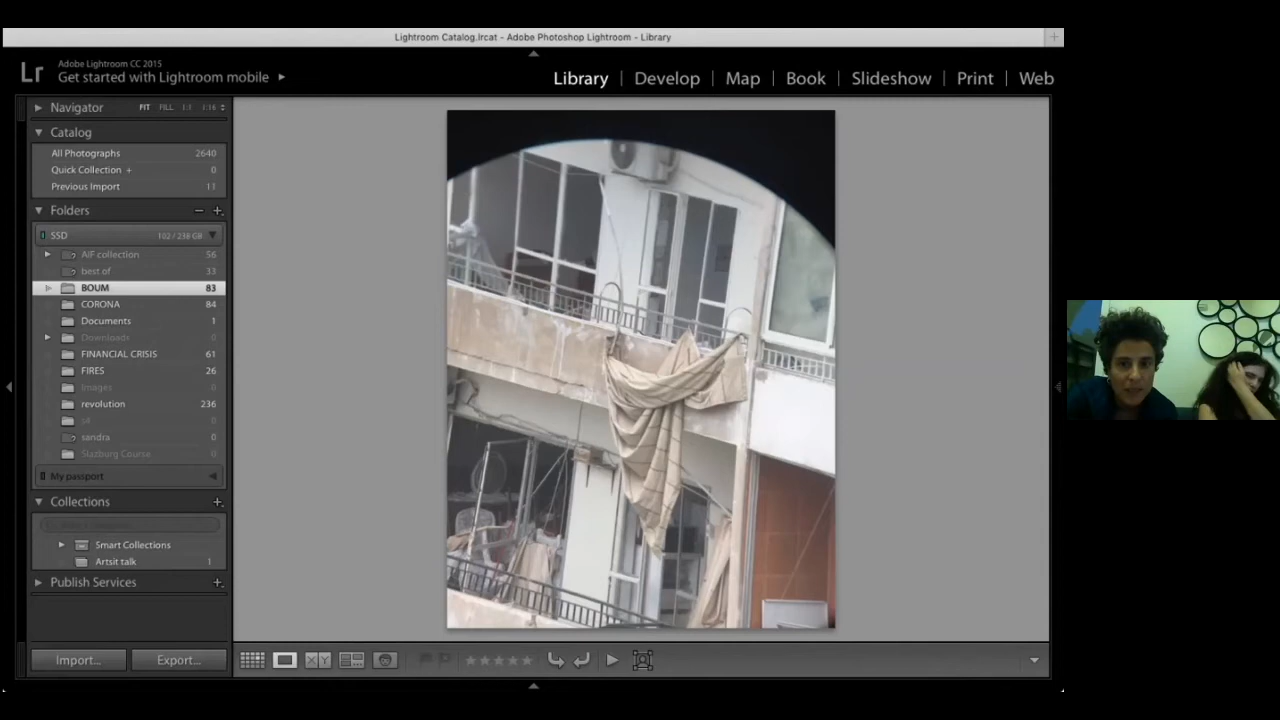 Lightroom Catalog.lrcat - Adobe Photoshop Lightroom - Library
Lr
Adobe Lightroom CC 2015
Get started with Lightroom mobile
Library | Develop | Map | Book | Slideshow | Print | Web
Navigator FIT FILL 1:1 1:16
Catalog
All Photographs 2640
Quick Collection + 0
Previous Import 11
Folders
SSD 102 / 238 GB
AIF collection 56
best of 33
BOUM 83
CORONA 84
Documents 1
Downloads 0
FINANCIAL CRISIS 61
FIRES 26
Images 0
revolution 236
s4 0
sandra 0
Slazburg Course 0
My passport
Collections
Smart Collections
Artsit talk 1
Publish Services
Import...
Export...
XY